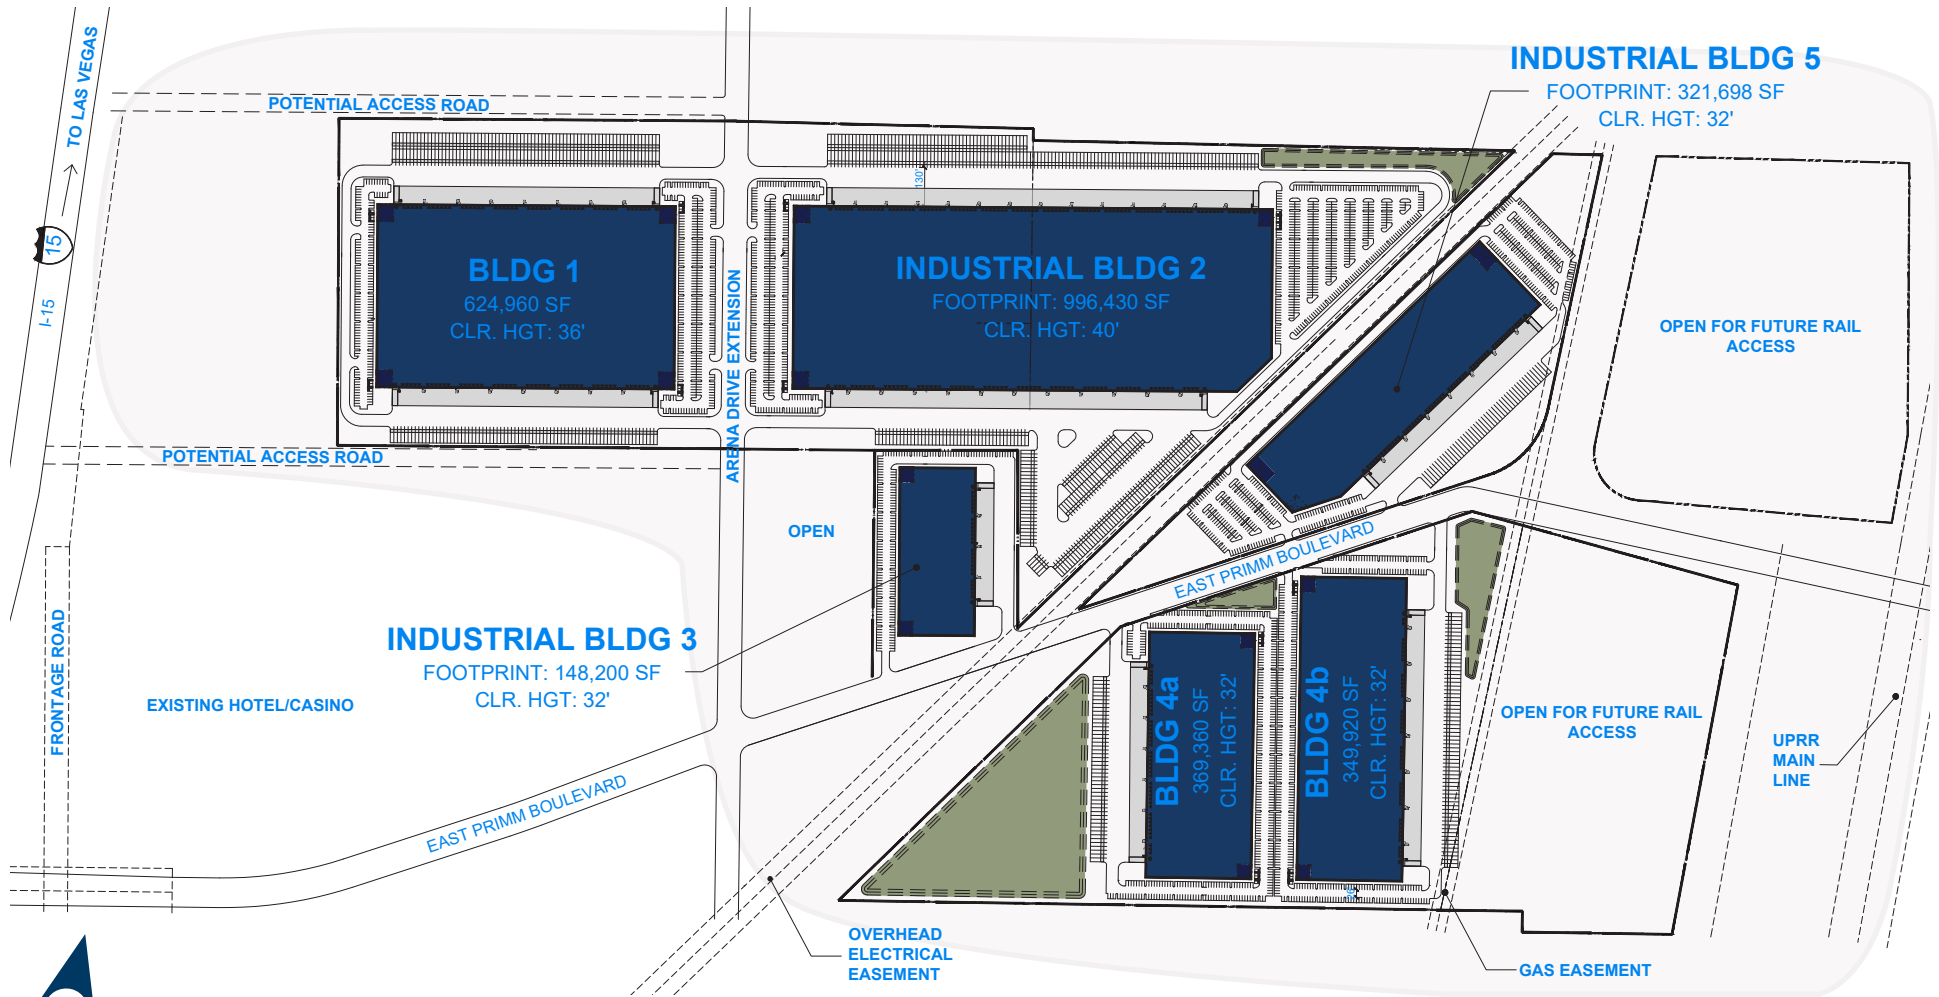 INDUSTRIAL BLDG 5
FOOTPRINT: 321,698 SF
CLR. HGT: 32'
TO LAS VEGAS
POTENTIAL ACCESS ROAD
130'
15
I-15
BLDG 1
624,960 SF
CLR. HGT: 36'
ARENA DRIVE EXTENSION
INDUSTRIAL BLDG 2
FOOTPRINT: 996,430 SF
CLR. HGT: 40'
OPEN FOR FUTURE RAIL
ACCESS
POTENTIAL ACCESS ROAD
OPEN
EAST PRIMM BOULEVARD
INDUSTRIAL BLDG 3
FOOTPRINT: 148,200 SF
CLR. HGT: 32'
FRONTAGE ROAD
EXISTING HOTEL/CASINO
BLDG 4a
369,360 SF
CLR. HGT: 32'
BLDG 4b
349,920 SF
CLR. HGT: 32'
OPEN FOR FUTURE RAIL
ACCESS
UPRR
MAIN
LINE
EAST PRIMM BOULEVARD
OVERHEAD
ELECTRICAL
EASEMENT
GAS EASEMENT